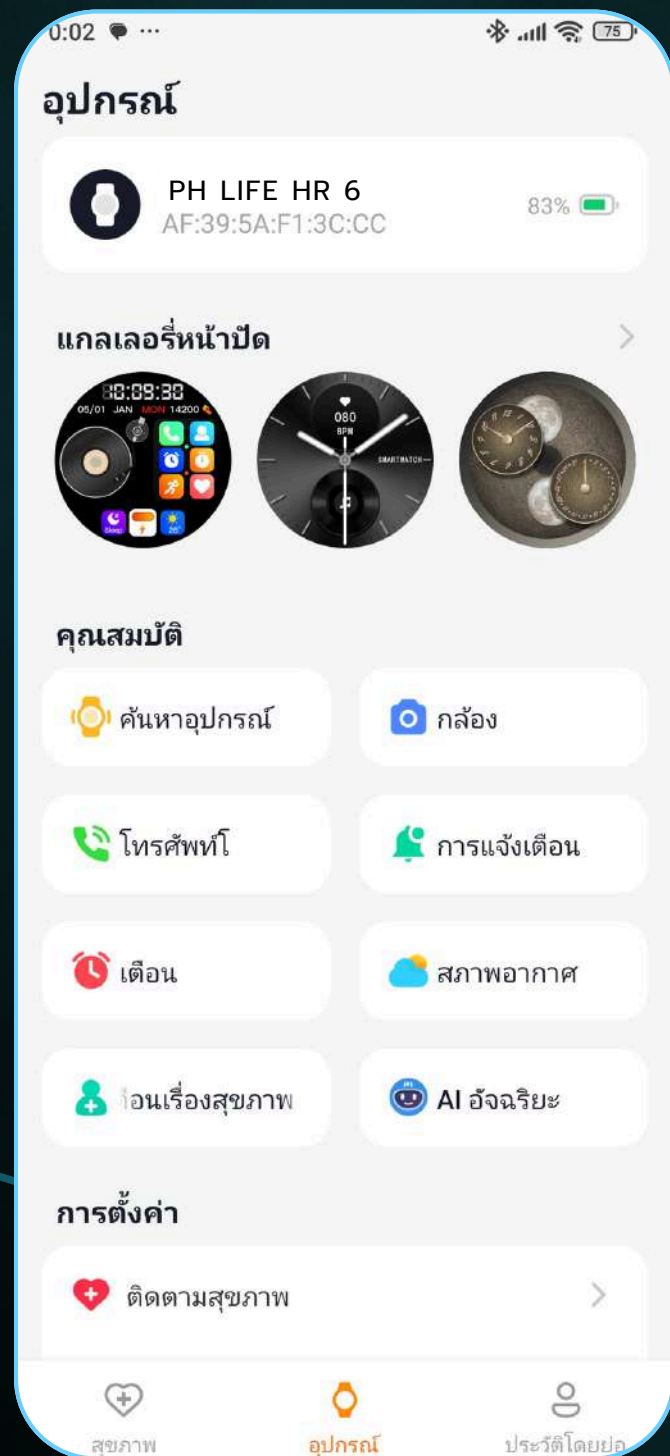 0:02 ...
75
อุปกรณ์
PH LIFE HR 6
AF:39:5A:F1:3C:CC
83%
แกลเลอรี่หน้าปัด
18:09:30
05/01 JAN MON 14200
Sleep 26°
080
BPM
SMARTWATCH
คุณสมบัติ
ค้นหาอุปกรณ์ กล้อง
โทรศัพท์โ การแจ้งเตือน
เตือน สภาพอากาศ
ือนเรื่องสุขภาพ AI อัจฉริยะ
การตั้งค่า
ติดตามสุขภาพ
สุขภาพ อุปกรณ์ ประวัติโดยย่อ